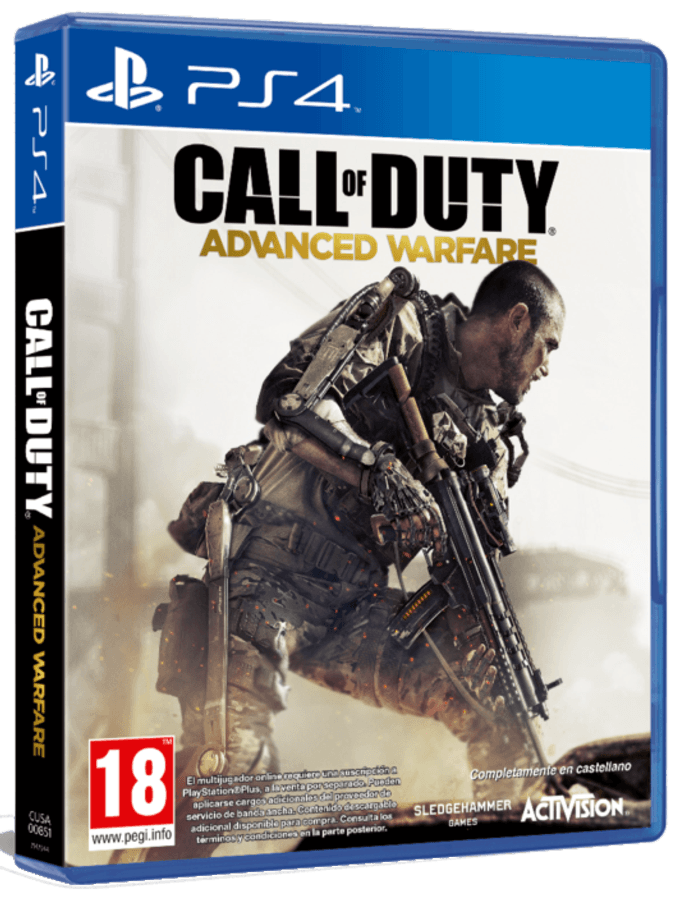 PS4™
CALL OF DUTY®
ADVANCED WARFARE
PS4™
CALL OF DUTY®
ADVANCED WARFARE
CUSA
00851
18™
www.pegi.info
El multijugador online requiere una suscripción a
PlayStation®Plus, a la venta por separado. Pueden
aplicarse cargos adicionales del proveedor de
servicio de banda ancha. Contenido descargable
adicional disponible para compra. Consulta los
términos y condiciones en la parte posterior.
Completamente en castellano
SLEDGEHAMMER
GAMES
ACTIVISION®